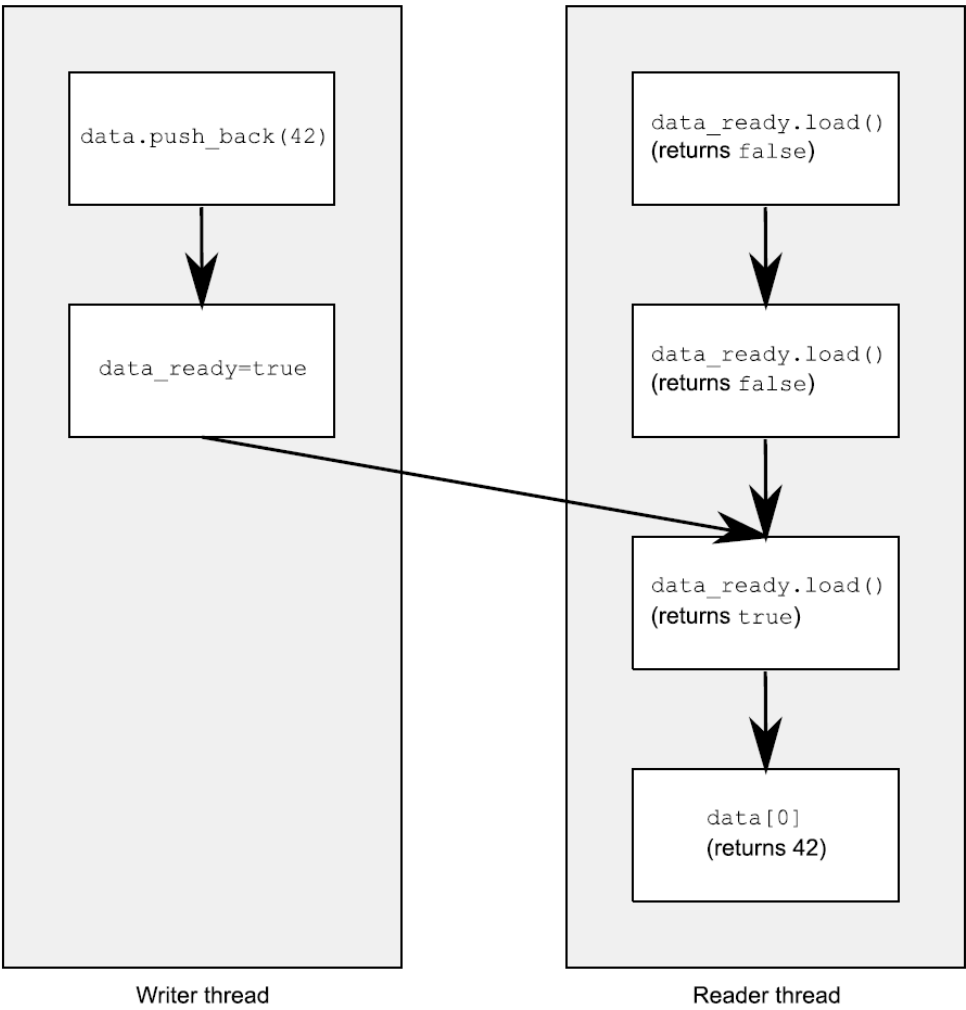 data.push_back(42)
data_ready=true
Writer thread
data_ready.load()
(returns false)
data_ready.load()
(returns false)
data_ready.load()
(returns true)
data[0]
(returns 42)
Reader thread